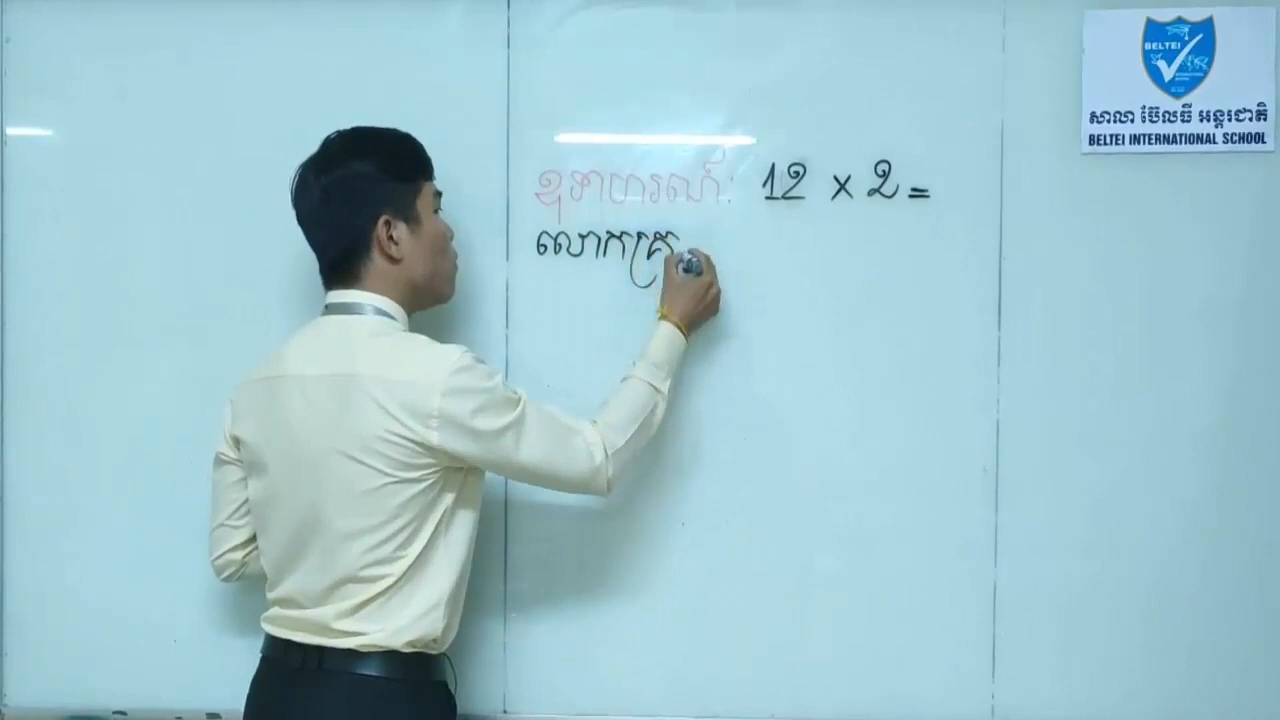 ឧទាហរណ៍: 12 × 2 =
លោកគ្រ
BELTEI
សាលា ប៊ែលធី អន្តរជាតិ
BELTEI INTERNATIONAL SCHOOL